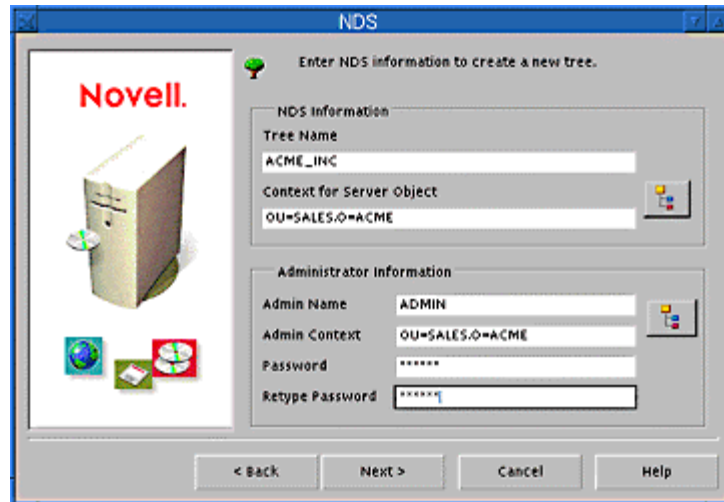 NDS
Novell.
Enter NDS information to create a new tree.
NDS Information
Tree Name
ACME_INC
Context for Server Object
OU=SALES.O=ACME
Administrator Information
Admin Name ADMIN
Admin Context OU=SALES.O=ACME
Password ******
Retype Password ******
< Back Next > Cancel Help